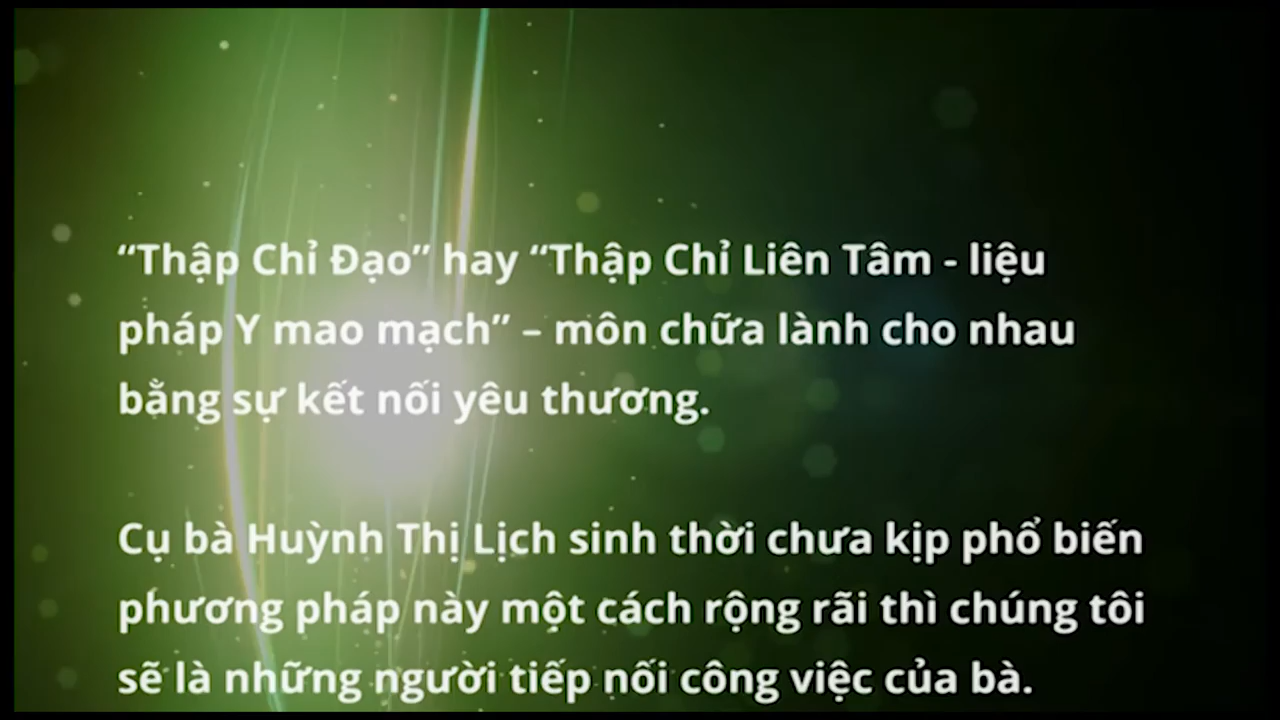 “Thập Chỉ Đạo” hay “Thập Chỉ Liên Tâm - liệu
pháp Y mao mạch” – môn chữa lành cho nhau
bằng sự kết nối yêu thương.
Cụ bà Huỳnh Thị Lịch sinh thời chưa kịp phổ biến
phương pháp này một cách rộng rãi thì chúng tôi
sẽ là những người tiếp nối công việc của bà.